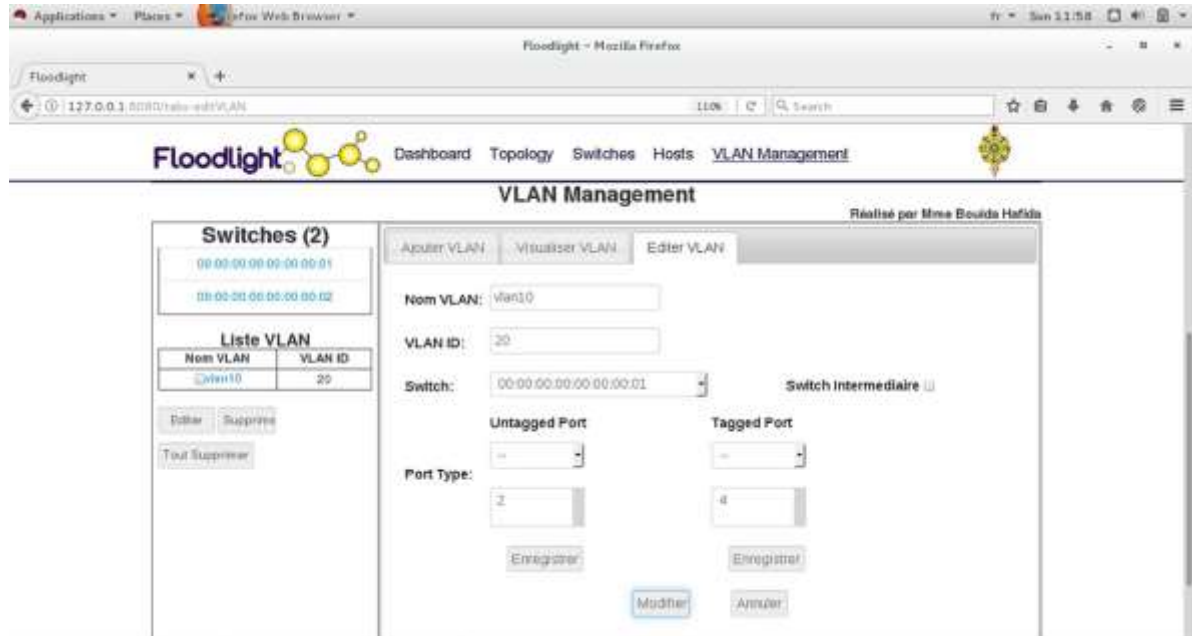 Applications Places Firefox Web Browser fr Sun 11:58
Floodlight - Mozilla Firefox
Floodlight
127.0.0.1:8080/tabs-editVLAN 110% Search
Floodlight Dashboard Topology Switches Hosts VLAN Management
VLAN Management
Réalisé par Mme Bouida Hafida
Switches (2)
00:00:00:00:00:00:00:01
00:00:00:00:00:00:00:02
Liste VLAN
Nom VLAN VLAN ID
vlan10 20
Editer Supprime
Tout Supprimer
Ajouter VLAN Visualiser VLAN Editer VLAN
Nom VLAN: vlan10
VLAN ID: 20
Switch: 00:00:00:00:00:00:00:01 Switch Intermediaire
Untagged Port Tagged Port
-- --
Port Type:
2 4
Enregistrer Enregistrer
Modifier Annuler